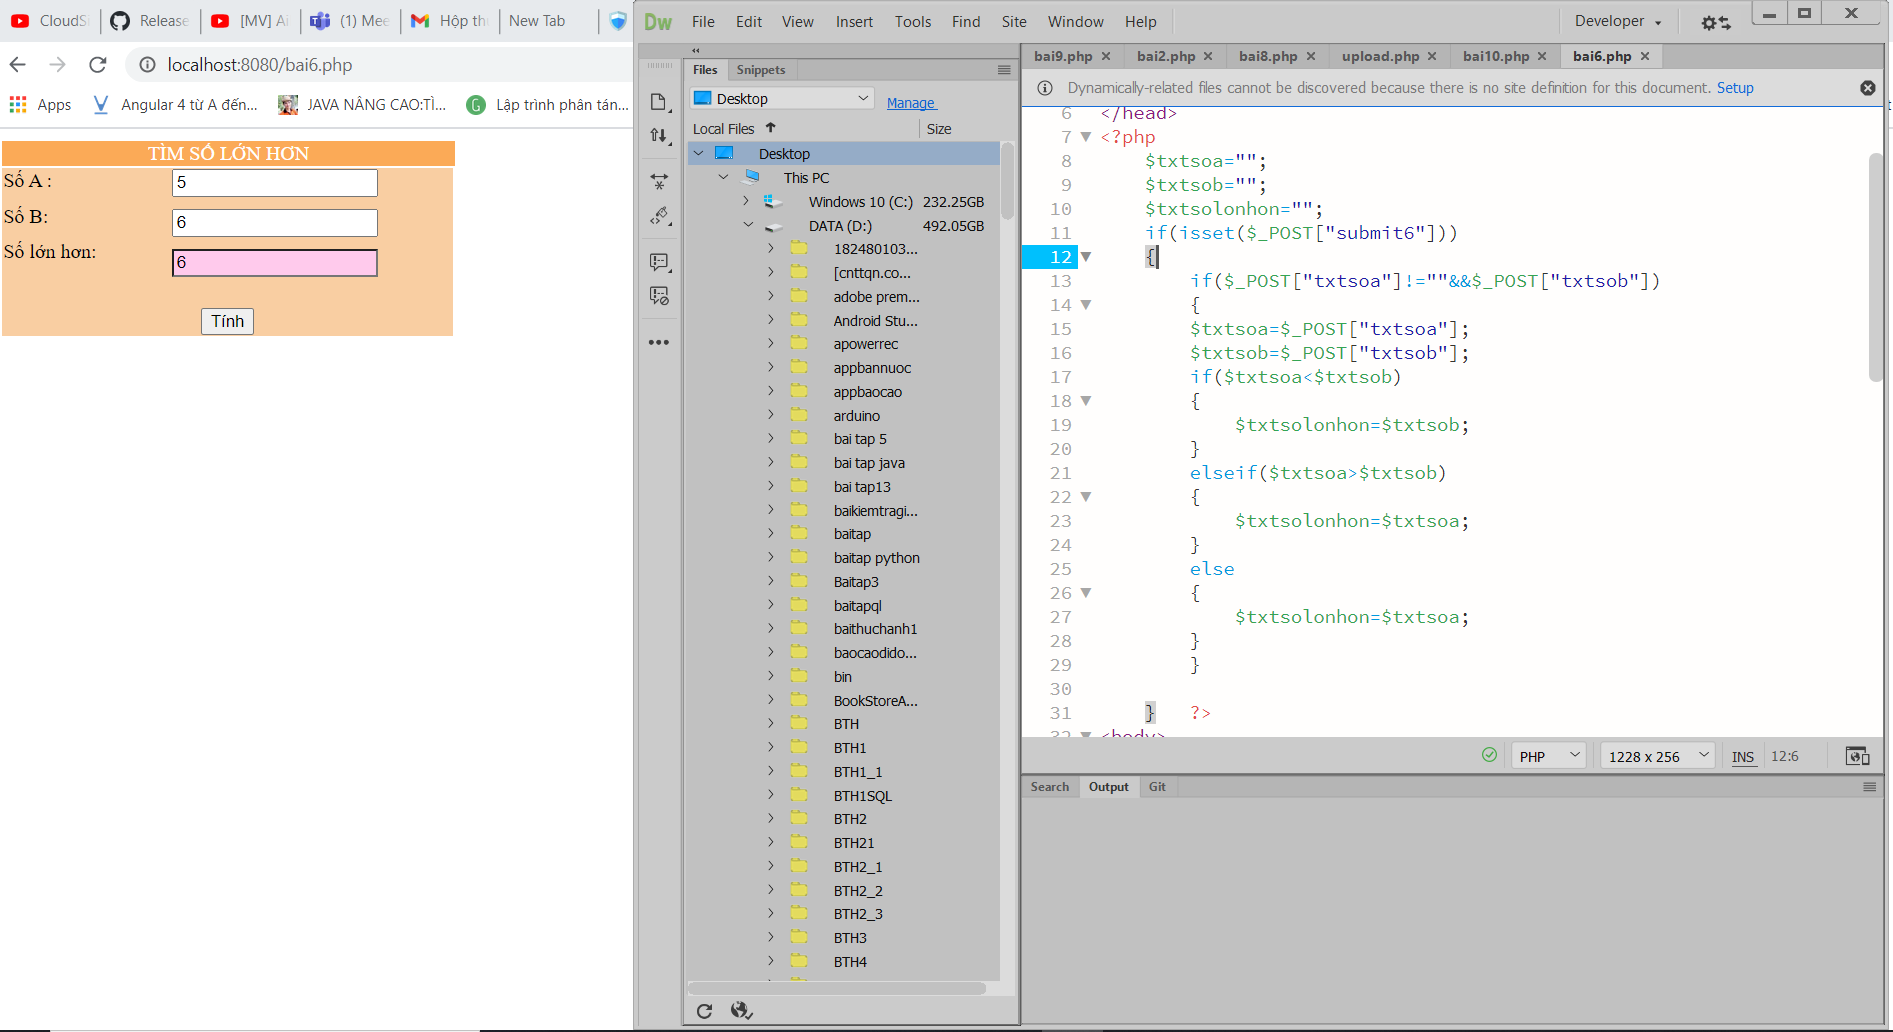 CloudS
Release
[MV] Ai
(1) Mee
Hộp th
New Tab
localhost:8080/bai6.php
Apps
Angular 4 từ A đến...
JAVA NÂNG CAO:TÌ...
Lập trình phân tán...
TÌM SỐ LỚN HƠN
Số A :
5
Số B:
6
Số lớn hơn:
6
Tính
Dw File Edit View Insert Tools Find Site Window Help
Developer
Files Snippets
Desktop
Manage
Local Files Size
Desktop
This PC
Windows 10 (C:) 232.25GB
DATA (D:) 492.05GB
182480103...
[cnttqn.co...
adobe prem...
Android Stu...
apowerrec
appbannuoc
appbaocao
arduino
bai tap 5
bai tap java
bai tap13
baikiemtragi...
baitap
baitap python
Baitap3
baitapql
baithuchanh1
baocaodido...
bin
BookStoreA...
BTH
BTH1
BTH1_1
BTH1SQL
BTH2
BTH21
BTH2_1
BTH2_2
BTH2_3
BTH3
BTH4
bai9.php bai2.php bai8.php upload.php bai10.php bai6.php
Dynamically-related files cannot be discovered because there is no site definition for this document. Setup
6 </head>
7 <?php
8 $txtsoa="";
9 $txtsob="";
10 $txtsolonhon="";
11 if(isset($_POST["submit6"]))
12 {
13 if($_POST["txtsoa"]!=""&&$_POST["txtsob"])
14 {
15 $txtsoa=$_POST["txtsoa"];
16 $txtsob=$_POST["txtsob"];
17 if($txtsoa<$txtsob)
18 {
19 $txtsolonhon=$txtsob;
20 }
21 elseif($txtsoa>$txtsob)
22 {
23 $txtsolonhon=$txtsoa;
24 }
25 else
26 {
27 $txtsolonhon=$txtsoa;
28 }
29 }
30
31 } ?>
32 <body>
PHP 1228 x 256 INS 12:6
Search Output Git